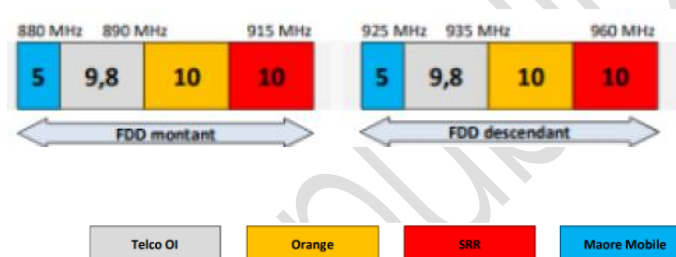 880 MHz 890 MHz 915 MHz 925 MHz 935 MHz 960 MHz
5 9,8 10 10 5 9,8 10 10
FDD montant FDD descendant
Telco OI Orange SRR Maore Mobile